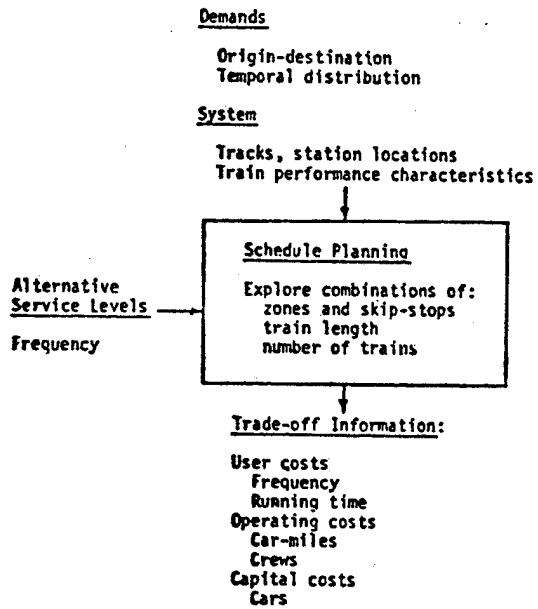 Demands
Origin-destination
Temporal distribution
System
Tracks, station locations
Train performance characteristics
Schedule Planning
Explore combinations of:
zones and skip-stops
train length
number of trains
Alternative
Service Levels
Frequency
Trade-off Information:
User costs
Frequency
Running time
Operating costs
Car-miles
Crews
Capital costs
Cars